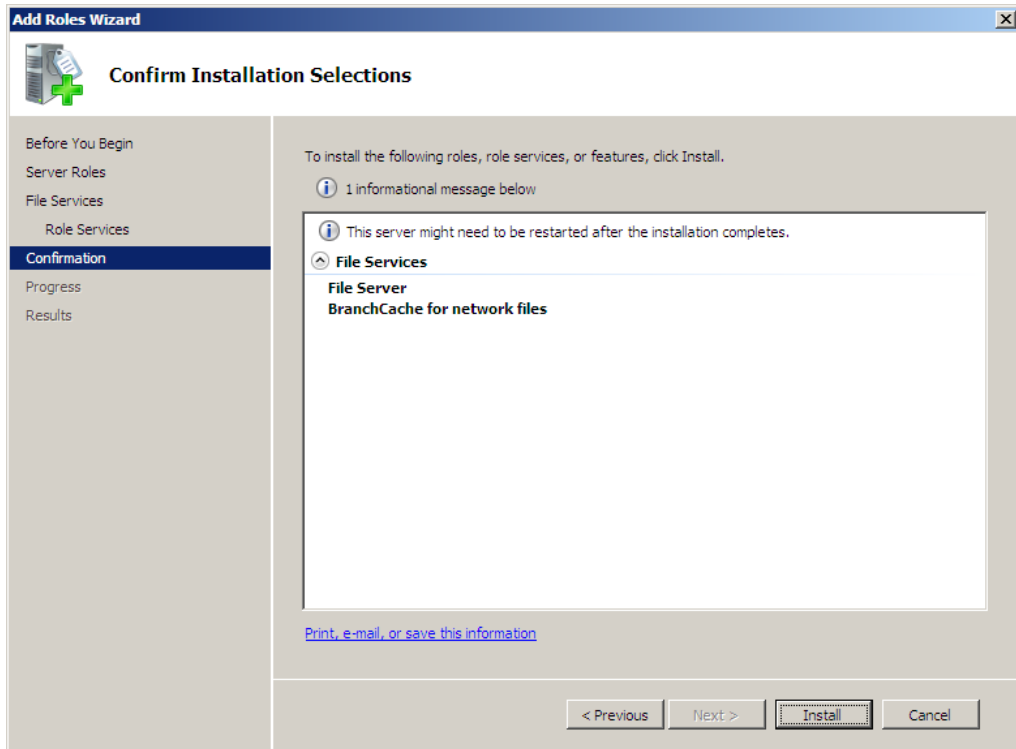 Add Roles Wizard
Confirm Installation Selections
Before You Begin
Server Roles
File Services
Role Services
Confirmation
Progress
Results
To install the following roles, role services, or features, click Install.
1 informational message below
This server might need to be restarted after the installation completes.
File Services
File Server
BranchCache for network files
Print, e-mail, or save this information
< Previous Next > Install Cancel